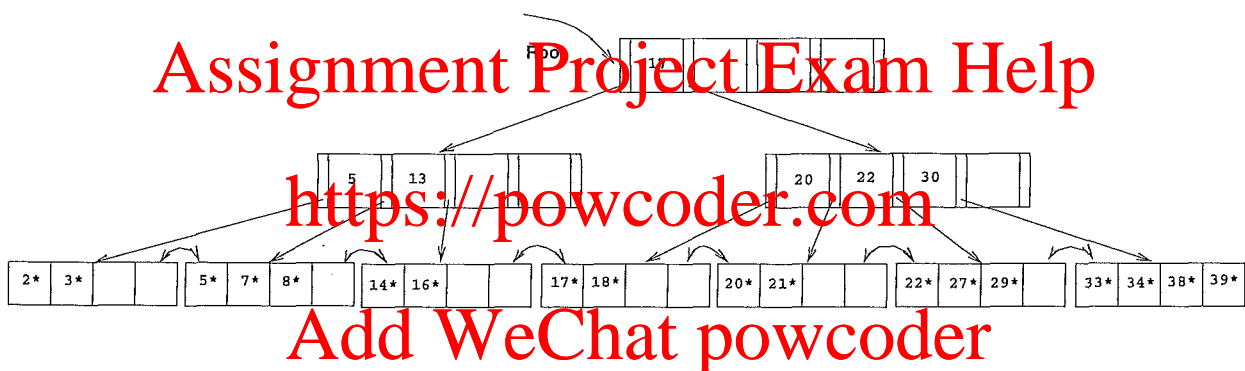 Assignment Project Exam Help
17
5 13 20 22 30
https://powcoder.com
2* 3* 5* 7* 8* 14* 16* 17* 18* 20* 21* 22* 27* 29* 33* 34* 38* 39*
Add WeChat powcoder